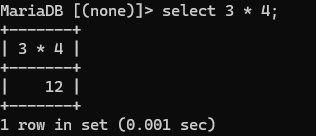 MariaDB [(none)]> select 3 * 4;
+-------+
| 3 * 4 |
+-------+
|    12 |
+-------+
1 row in set (0.001 sec)